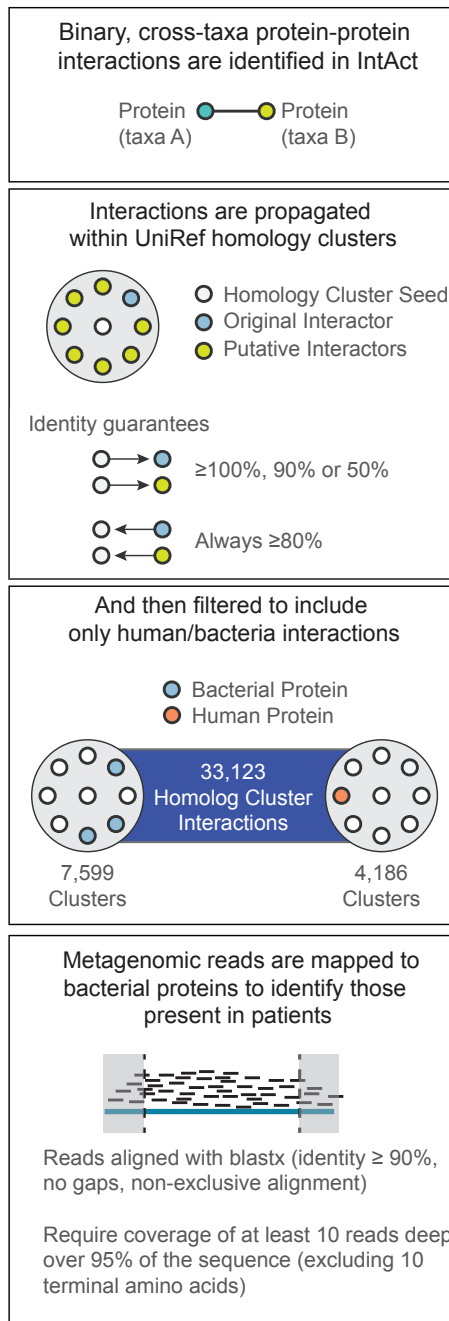 Binary, cross-taxa protein-protein
interactions are identified in IntAct
Protein
(taxa A)
Protein
(taxa B)
Interactions are propagated
within UniRef homology clusters
Homology Cluster Seed
Original Interactor
Putative Interactors
Identity guarantees
≥100%, 90% or 50%
Always ≥80%
And then filtered to include
only human/bacteria interactions
Bacterial Protein
Human Protein
33,123
Homolog Cluster
Interactions
7,599
Clusters
4,186
Clusters
Metagenomic reads are mapped to
bacterial proteins to identify those
present in patients
Reads aligned with blastx (identity ≥ 90%,
no gaps, non-exclusive alignment)
Require coverage of at least 10 reads deep
over 95% of the sequence (excluding 10
terminal amino acids)